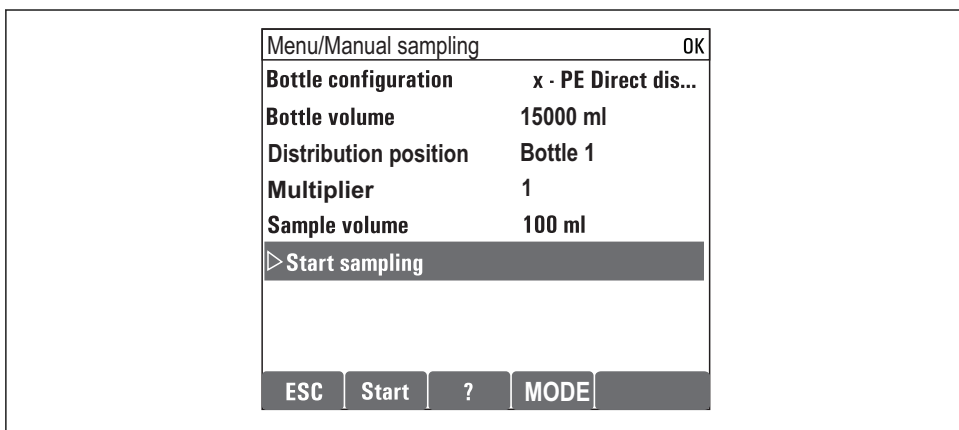 Menu/Manual sampling OK
Bottle configuration x - PE Direct dis...
Bottle volume 15000 ml
Distribution position Bottle 1
Multiplier 1
Sample volume 100 ml
▷Start sampling
ESC Start ? MODE